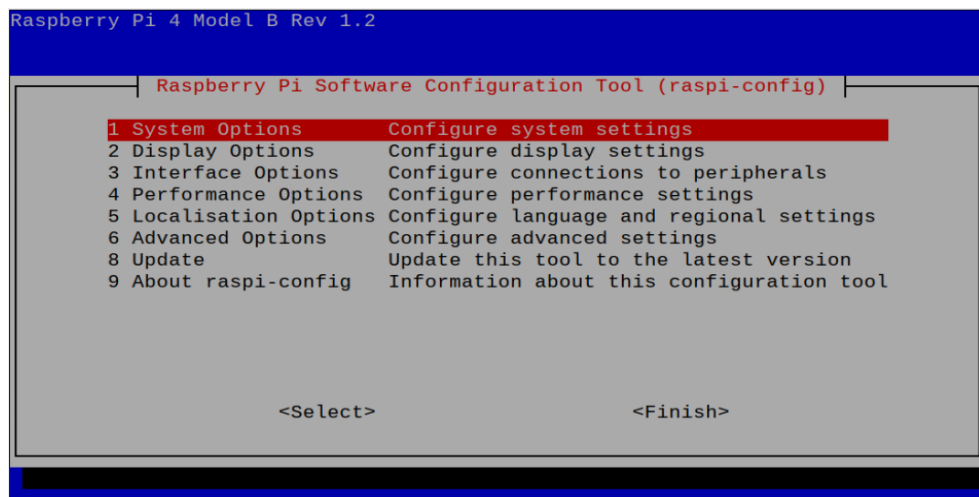 Raspberry Pi 4 Model B Rev 1.2
Raspberry Pi Software Configuration Tool (raspi-config)
1 System Options Configure system settings
2 Display Options Configure display settings
3 Interface Options Configure connections to peripherals
4 Performance Options Configure performance settings
5 Localisation Options Configure language and regional settings
6 Advanced Options Configure advanced settings
8 Update Update this tool to the latest version
9 About raspi-config Information about this configuration tool
<Select> <Finish>